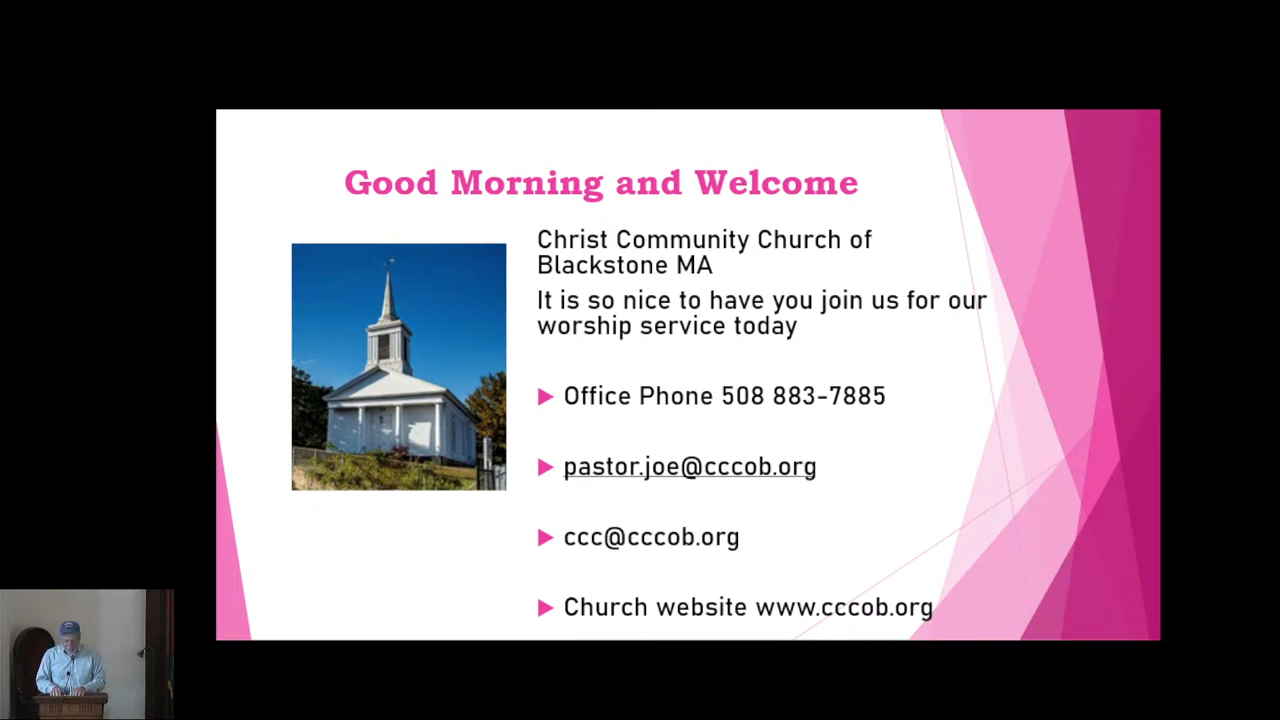 Good Morning and Welcome
Christ Community Church of
Blackstone MA
It is so nice to have you join us for our
worship service today
Office Phone 508 883-7885
pastor.joe@cccob.org
ccc@cccob.org
Church website www.cccob.org